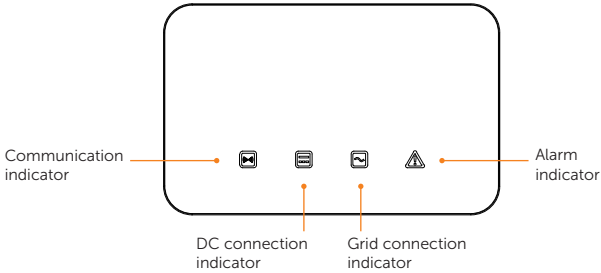 Communication
indicator
Alarm
indicator
DC connection
indicator
Grid connection
indicator